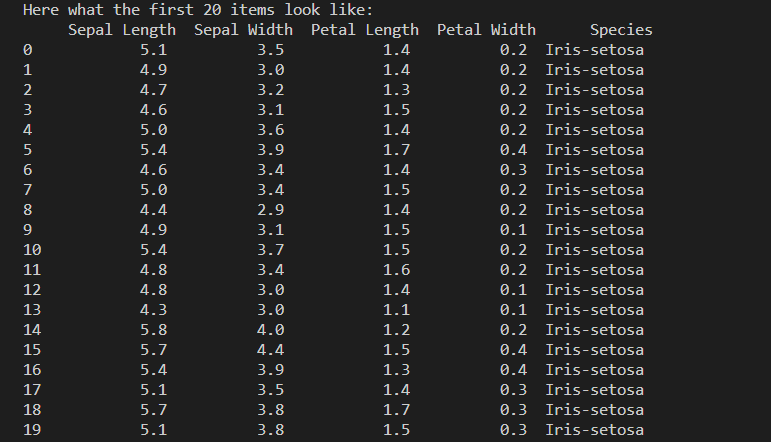 Here what the first 20 items look like:
Sepal Length Sepal Width Petal Length Petal Width Species
0 5.1 3.5 1.4 0.2 Iris-setosa
1 4.9 3.0 1.4 0.2 Iris-setosa
2 4.7 3.2 1.3 0.2 Iris-setosa
3 4.6 3.1 1.5 0.2 Iris-setosa
4 5.0 3.6 1.4 0.2 Iris-setosa
5 5.4 3.9 1.7 0.4 Iris-setosa
6 4.6 3.4 1.4 0.3 Iris-setosa
7 5.0 3.4 1.5 0.2 Iris-setosa
8 4.4 2.9 1.4 0.2 Iris-setosa
9 4.9 3.1 1.5 0.1 Iris-setosa
10 5.4 3.7 1.5 0.2 Iris-setosa
11 4.8 3.4 1.6 0.2 Iris-setosa
12 4.8 3.0 1.4 0.1 Iris-setosa
13 4.3 3.0 1.1 0.1 Iris-setosa
14 5.8 4.0 1.2 0.2 Iris-setosa
15 5.7 4.4 1.5 0.4 Iris-setosa
16 5.4 3.9 1.3 0.4 Iris-setosa
17 5.1 3.5 1.4 0.3 Iris-setosa
18 5.7 3.8 1.7 0.3 Iris-setosa
19 5.1 3.8 1.5 0.3 Iris-setosa